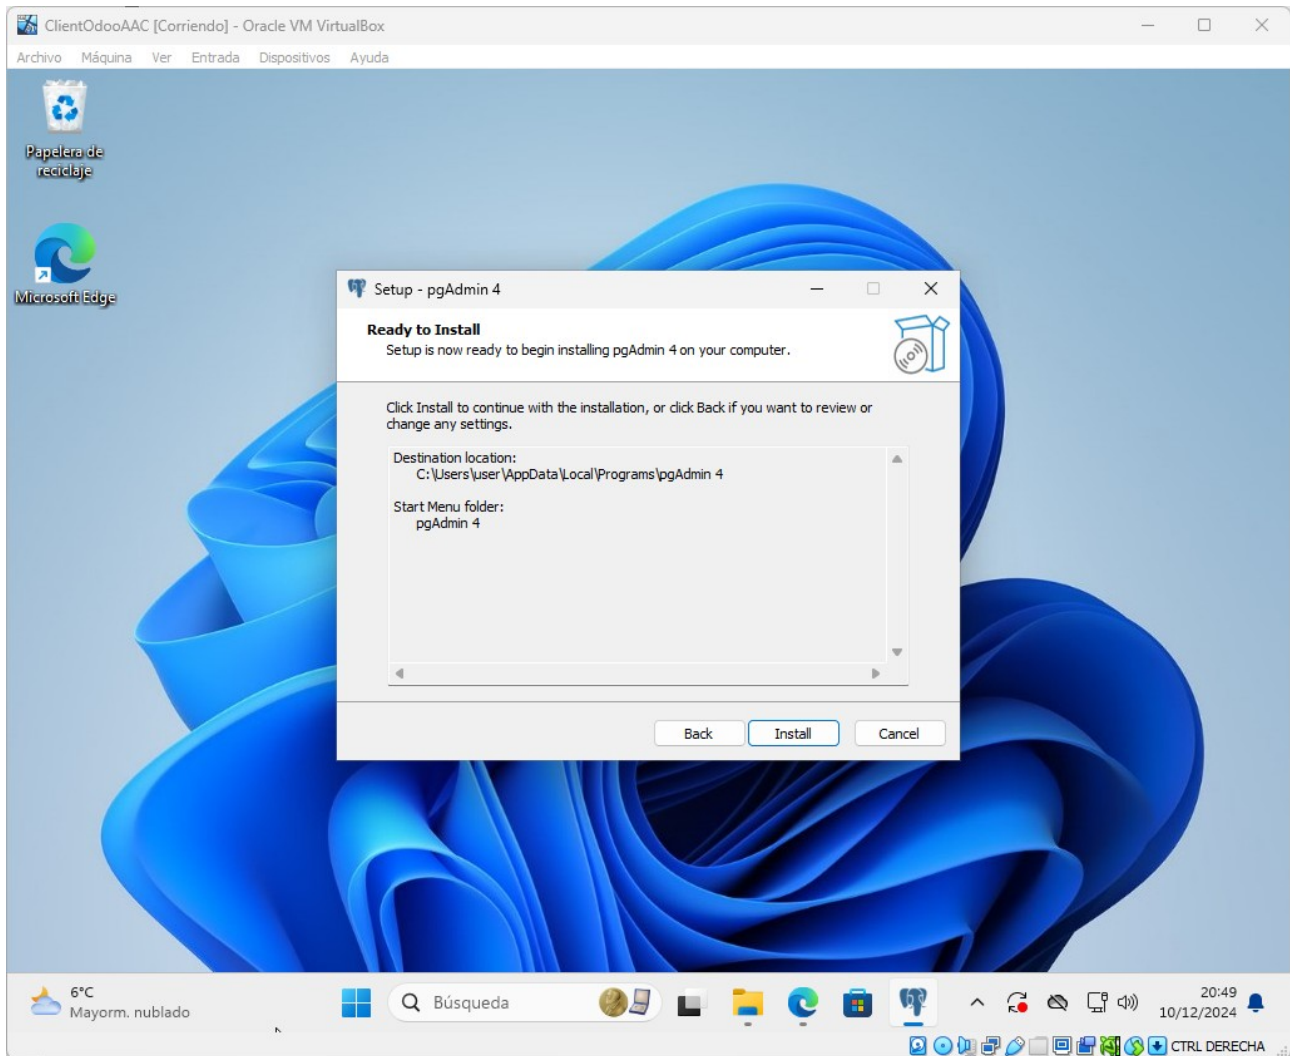 ClientOdooAAC [Corriendo] - Oracle VM VirtualBox
Archivo Máquina Ver Entrada Dispositivos Ayuda
Papelera de
reciclaje
Microsoft Edge
Setup - pgAdmin 4
Ready to Install
Setup is now ready to begin installing pgAdmin 4 on your computer.
Click Install to continue with the installation, or click Back if you want to review or
change any settings.
Destination location:
C:\Users\user\AppData\Local\Programs\pgAdmin 4
Start Menu folder:
pgAdmin 4
Back Install Cancel
6°C
Mayorm. nublado
Búsqueda
20:49
10/12/2024
CTRL DERECHA